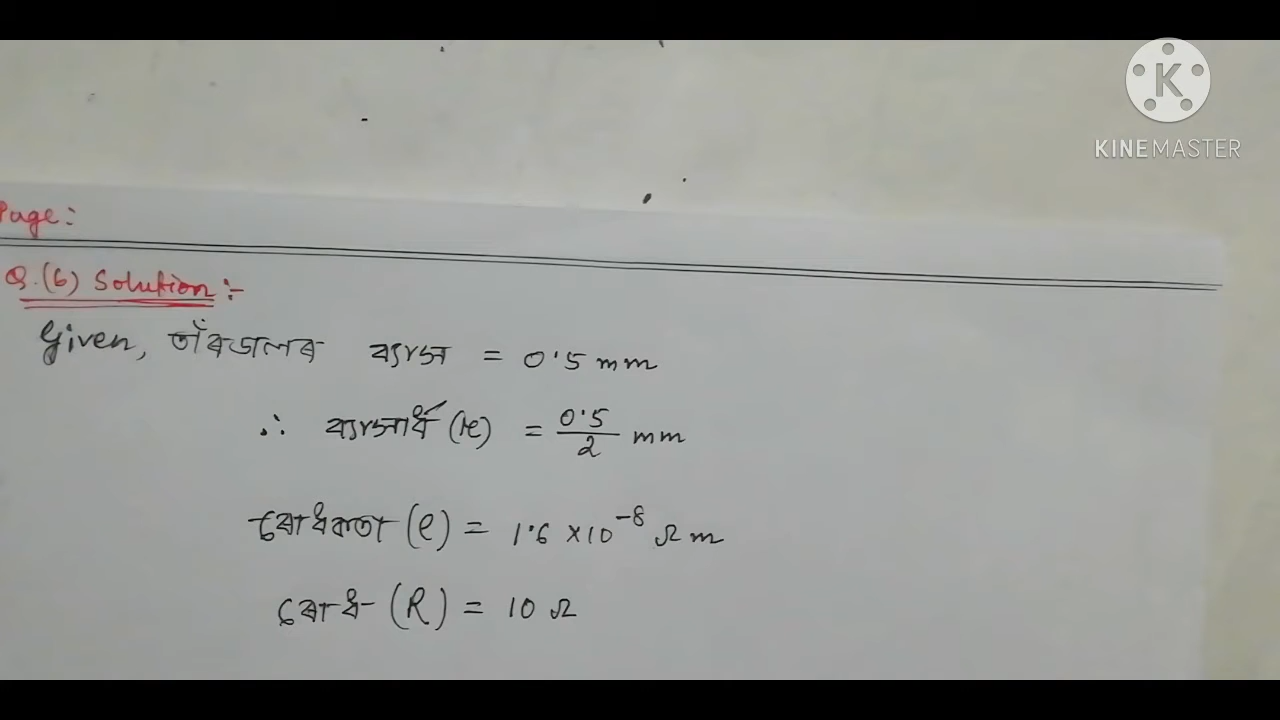 KINEMASTER
Page:
Q.(6) Solution :-
Given, তাঁৰডালৰ ব্যাস = 0.5 mm
∴ ব্যাসাৰ্ধ (r) = 0.5/2 mm
ৰোধকতা (ρ) = 1.6 × 10⁻⁸ Ω m
ৰোধ (R) = 10 Ω